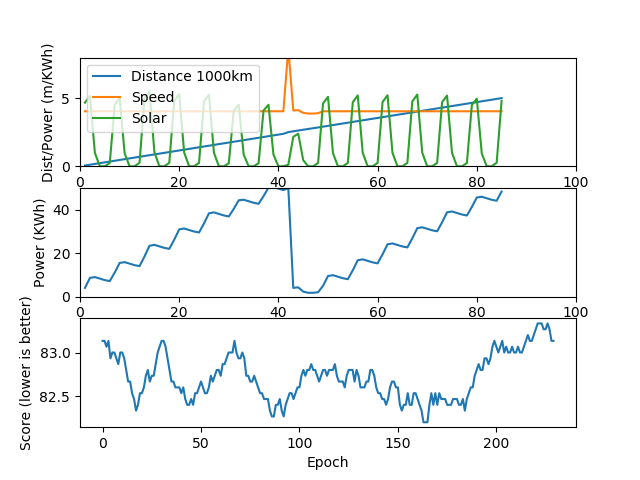 Dist/Power (m/KWh)
Distance 1000km
Speed
Solar
5
0
0 20 40 60 80 100
Power (KWh)
40
20
0
0 20 40 60 80 100
Score (lower is better)
83.0
82.5
0 50 100 150 200
Epoch